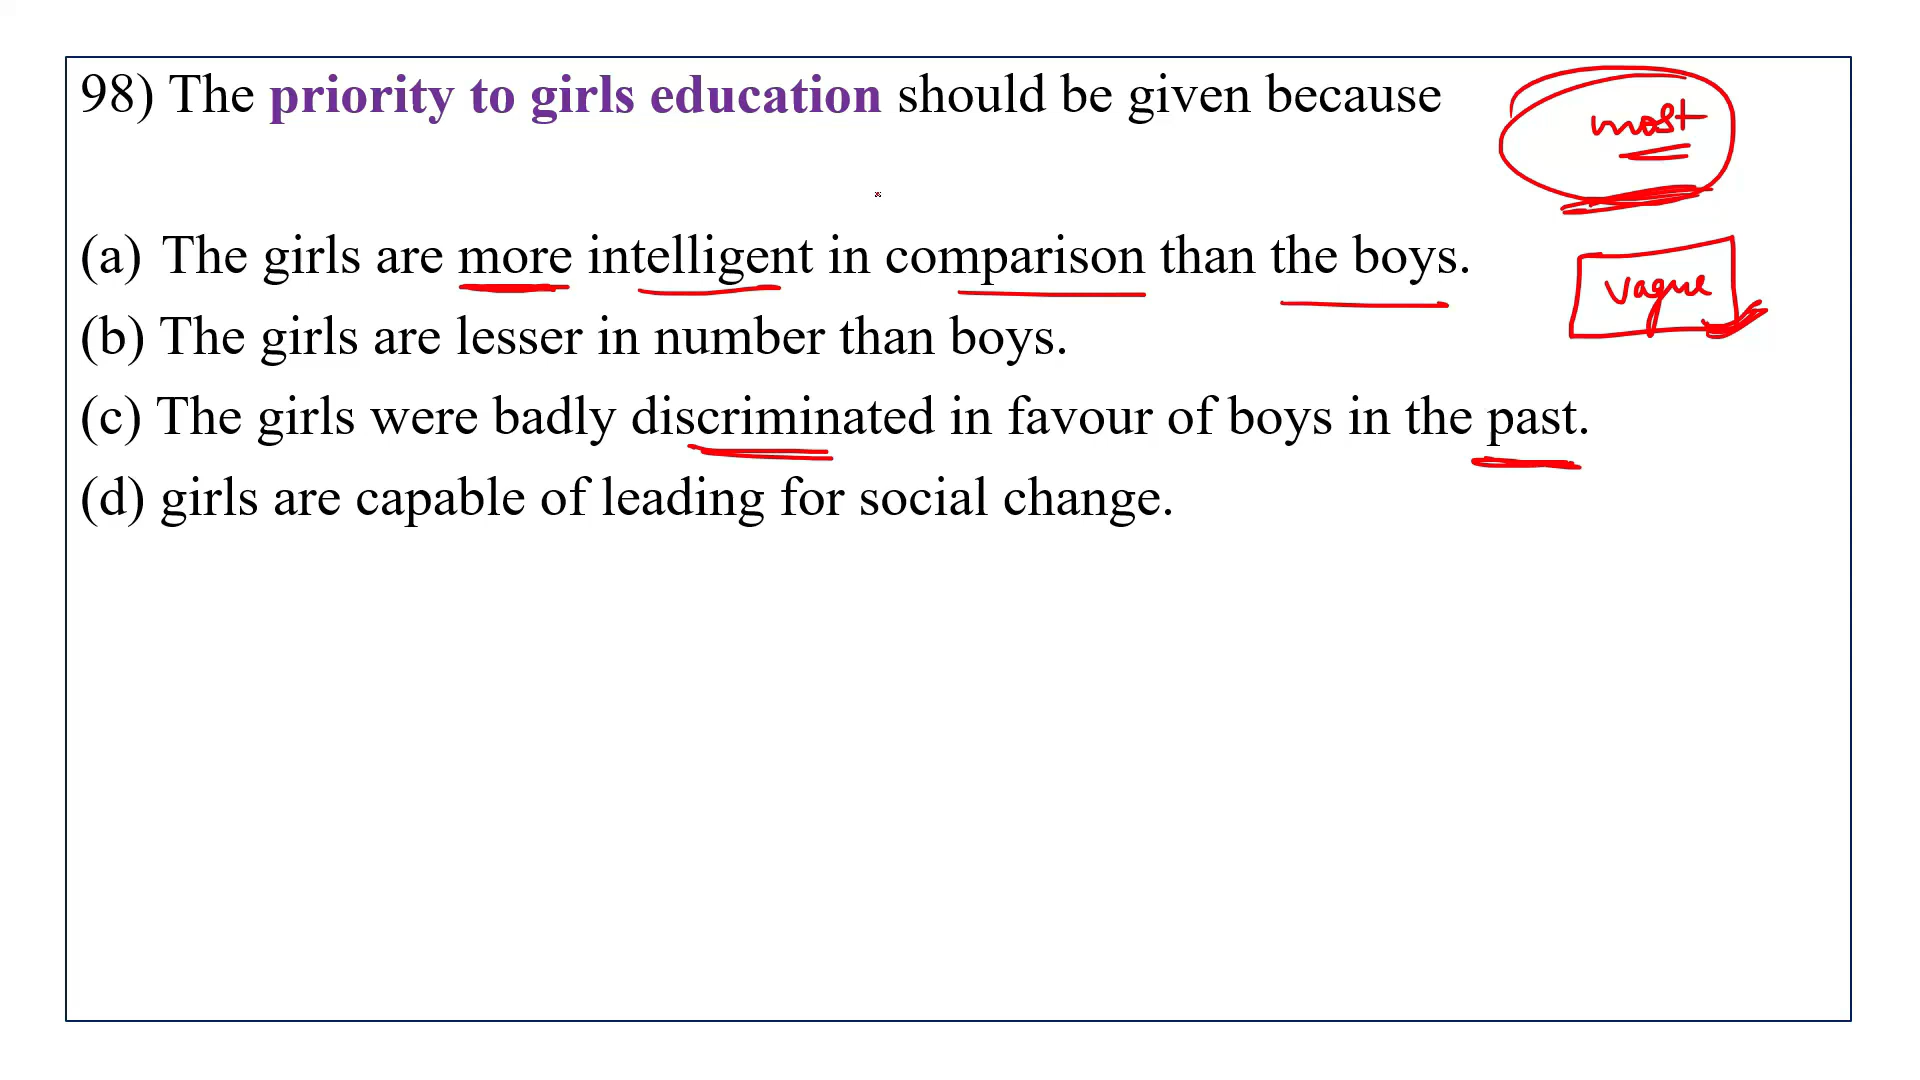 98) The priority to girls education should be given because
most
(a) The girls are more intelligent in comparison than the boys.
vague
(b) The girls are lesser in number than boys.
(c) The girls were badly discriminated in favour of boys in the past.
(d) girls are capable of leading for social change.